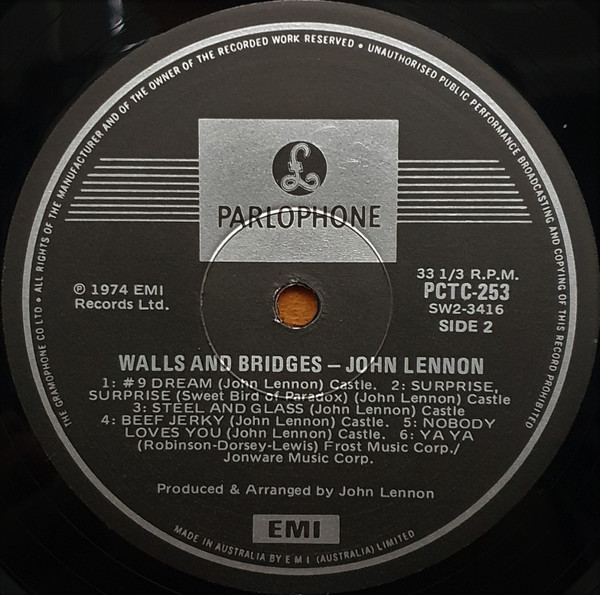 THE GRAMOPHONE CO LTD • ALL RIGHTS OF THE MANUFACTURER AND OF THE OWNER OF THE RECORDED WORK RESERVED • UNAUTHORISED PUBLIC PERFORMANCE BROADCASTING AND COPYING OF THIS RECORD PROHIBITED
£
PARLOPHONE
℗ 1974 EMI
Records Ltd.
33 1/3 R.P.M.
PCTC-253
SW2-3416
SIDE 2
WALLS AND BRIDGES – JOHN LENNON
1: #9 DREAM (John Lennon) Castle. 2: SURPRISE,
SURPRISE (Sweet Bird of Paradox) (John Lennon) Castle
3: STEEL AND GLASS (John Lennon) Castle
4: BEEF JERKY (John Lennon) Castle. 5: NOBODY
LOVES YOU (John Lennon) Castle. 6: YA YA
(Robinson-Dorsey-Lewis) Frost Music Corp./
Jonware Music Corp.
Produced & Arranged by John Lennon
EMI
MADE IN AUSTRALIA BY E M I (AUSTRALIA) LIMITED